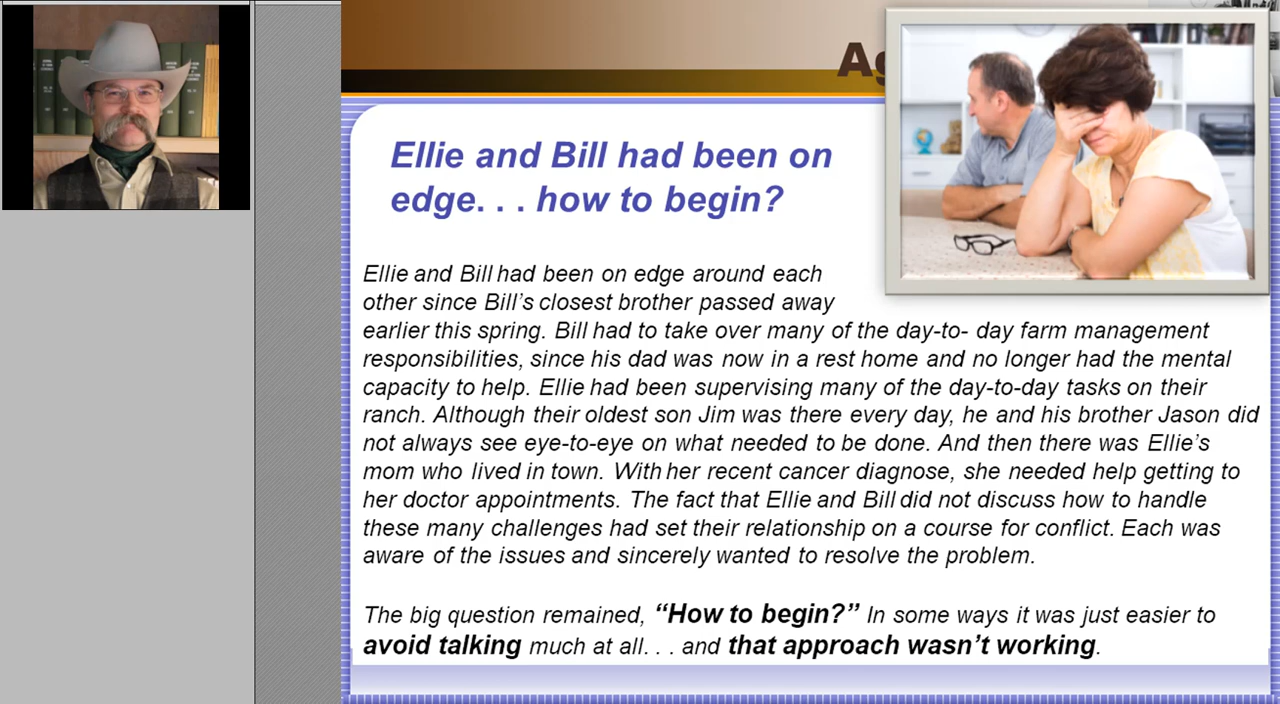 Ellie and Bill had been on
edge. . . how to begin?
Ellie and Bill had been on edge around each
other since Bill’s closest brother passed away
earlier this spring. Bill had to take over many of the day-to- day farm management
responsibilities, since his dad was now in a rest home and no longer had the mental
capacity to help. Ellie had been supervising many of the day-to-day tasks on their
ranch. Although their oldest son Jim was there every day, he and his brother Jason did
not always see eye-to-eye on what needed to be done. And then there was Ellie’s
mom who lived in town. With her recent cancer diagnose, she needed help getting to
her doctor appointments. The fact that Ellie and Bill did not discuss how to handle
these many challenges had set their relationship on a course for conflict. Each was
aware of the issues and sincerely wanted to resolve the problem.
The big question remained, “How to begin?” In some ways it was just easier to
avoid talking much at all. . . and that approach wasn’t working.